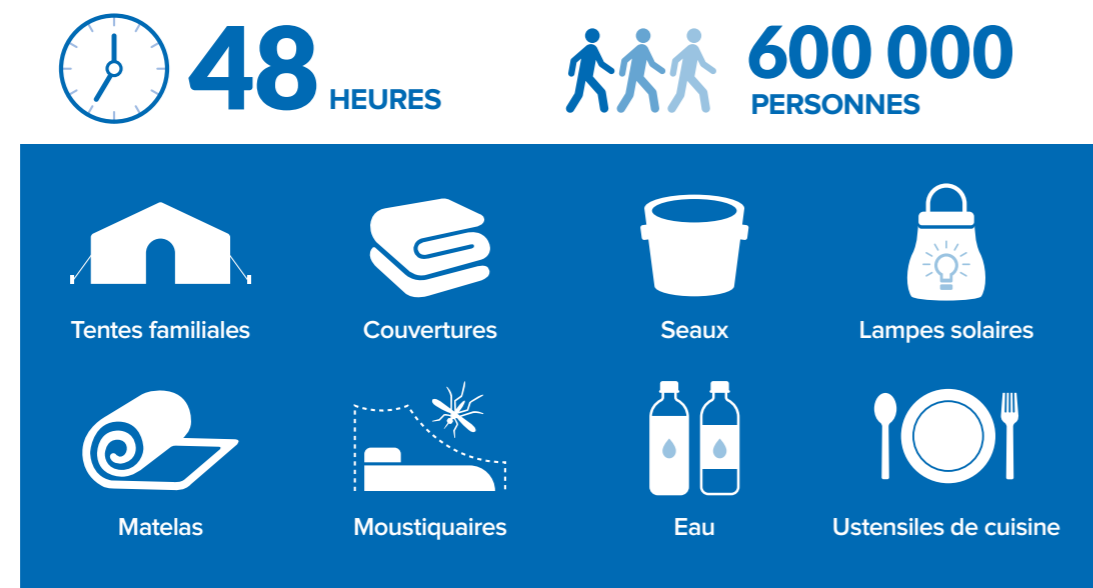 48 HEURES
600 000
PERSONNES
Tentes familiales
Couvertures
Seaux
Lampes solaires
Matelas
Moustiquaires
Eau
Ustensiles de cuisine